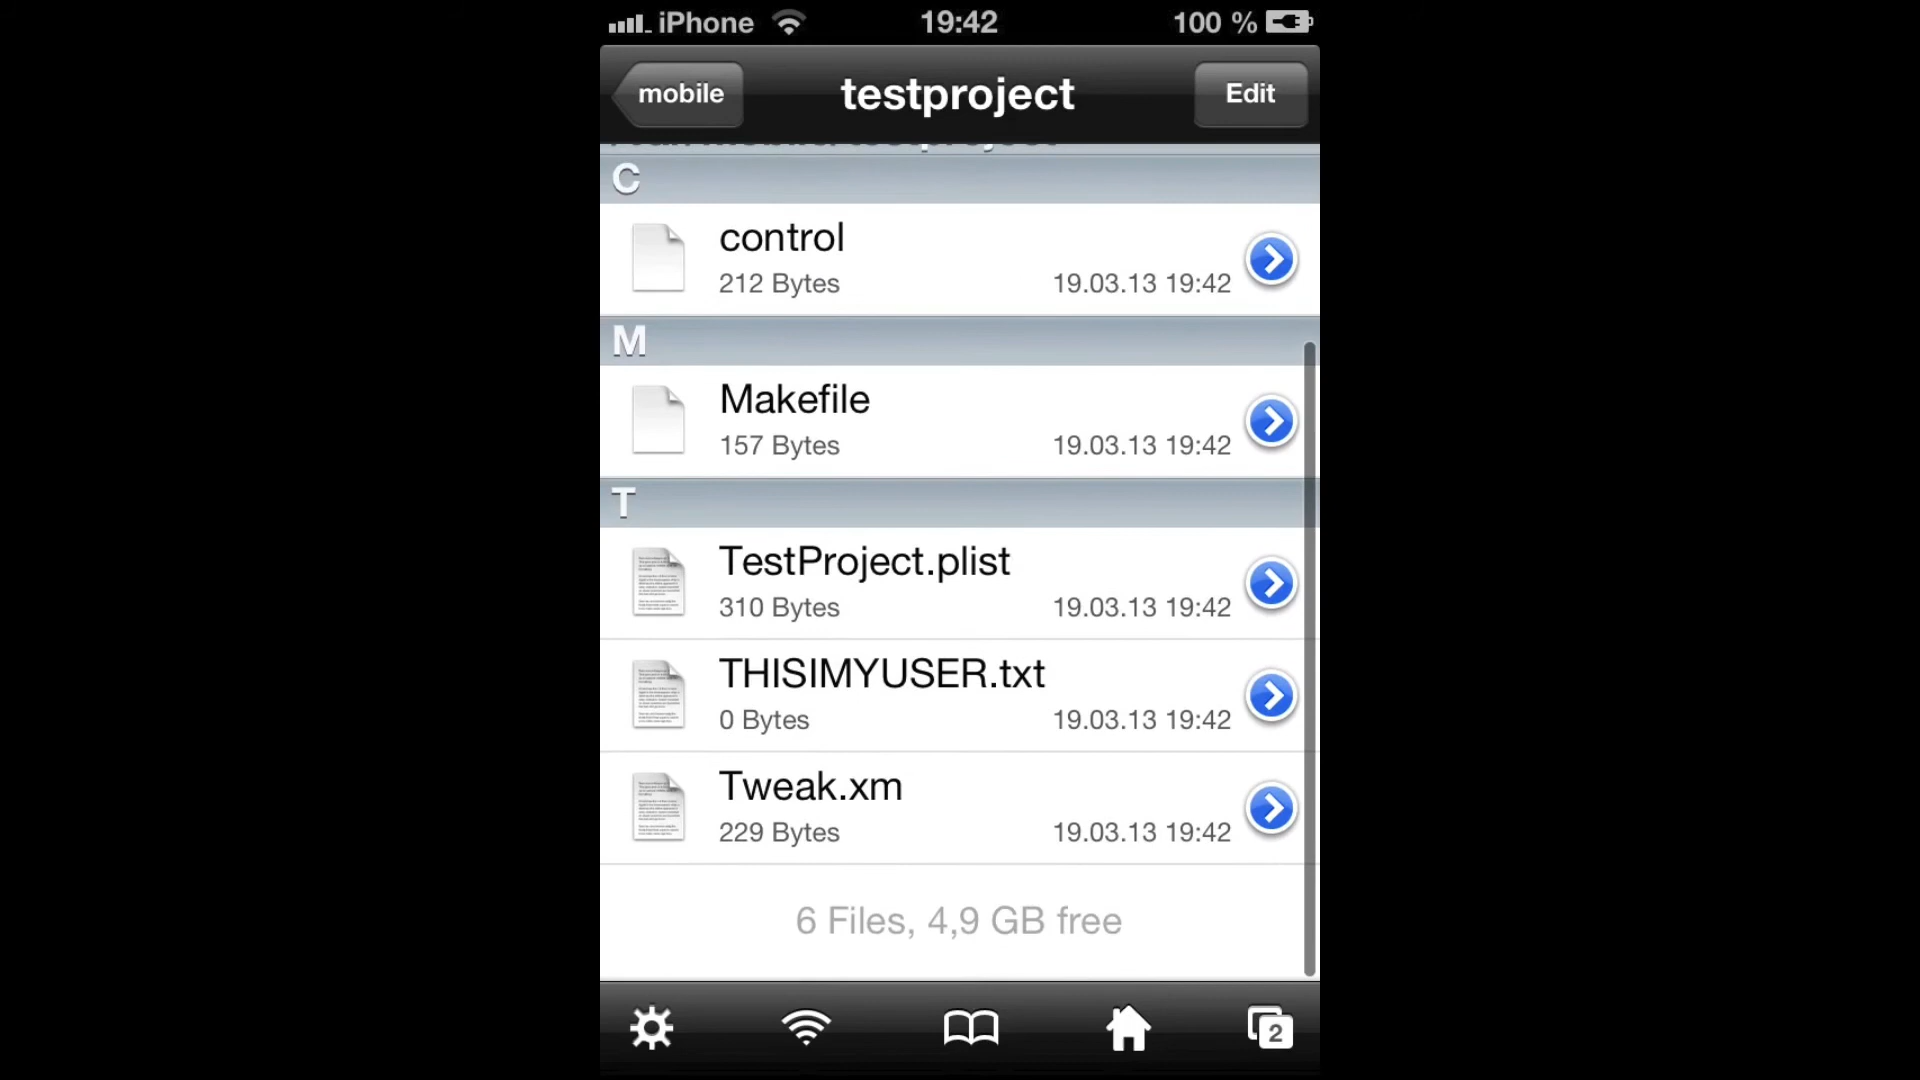 iPhone 19:42 100 %
mobile testproject Edit
C
control
212 Bytes 19.03.13 19:42
M
Makefile
157 Bytes 19.03.13 19:42
T
TestProject.plist
310 Bytes 19.03.13 19:42
THISIMYUSER.txt
0 Bytes 19.03.13 19:42
Tweak.xm
229 Bytes 19.03.13 19:42
6 Files, 4,9 GB free
2